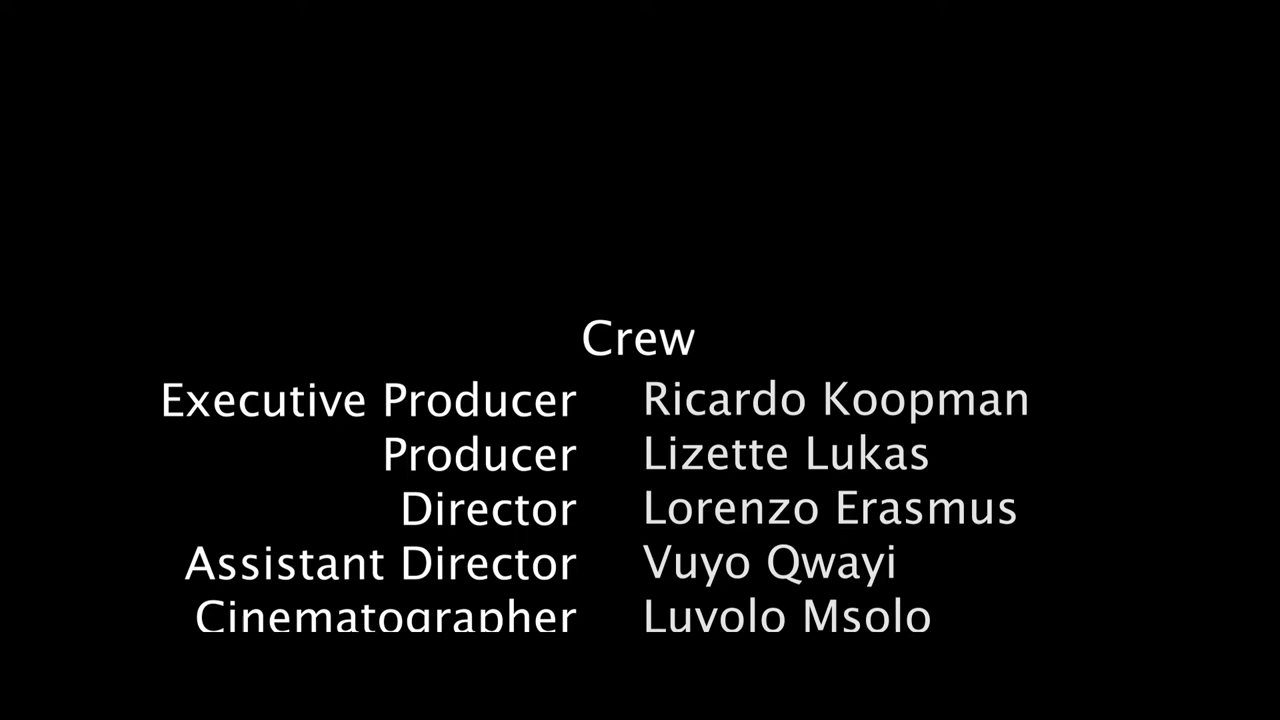 Crew
Executive Producer Ricardo Koopman
Producer Lizette Lukas
Director Lorenzo Erasmus
Assistant Director Vuyo Qwayi
Cinematographer Luvolo Msolo